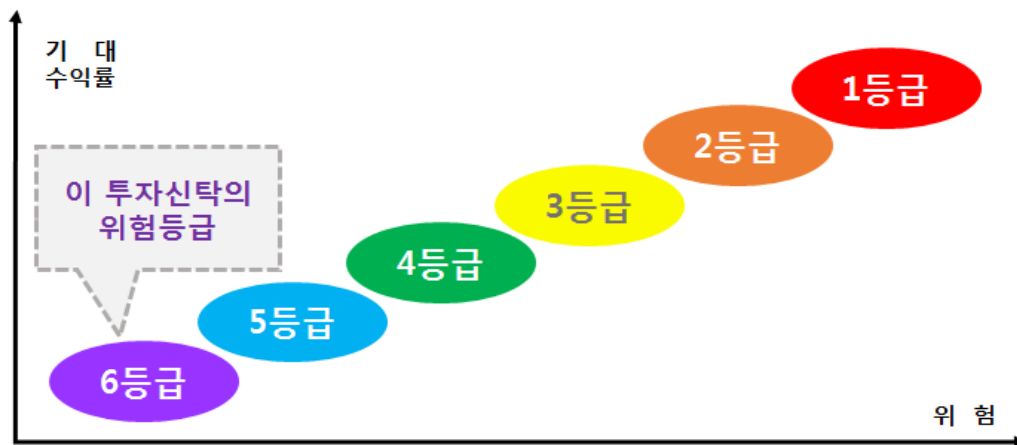 기 대
수익률
1등급
2등급
이 투자신탁의
위험등급
3등급
4등급
5등급
6등급
위 험